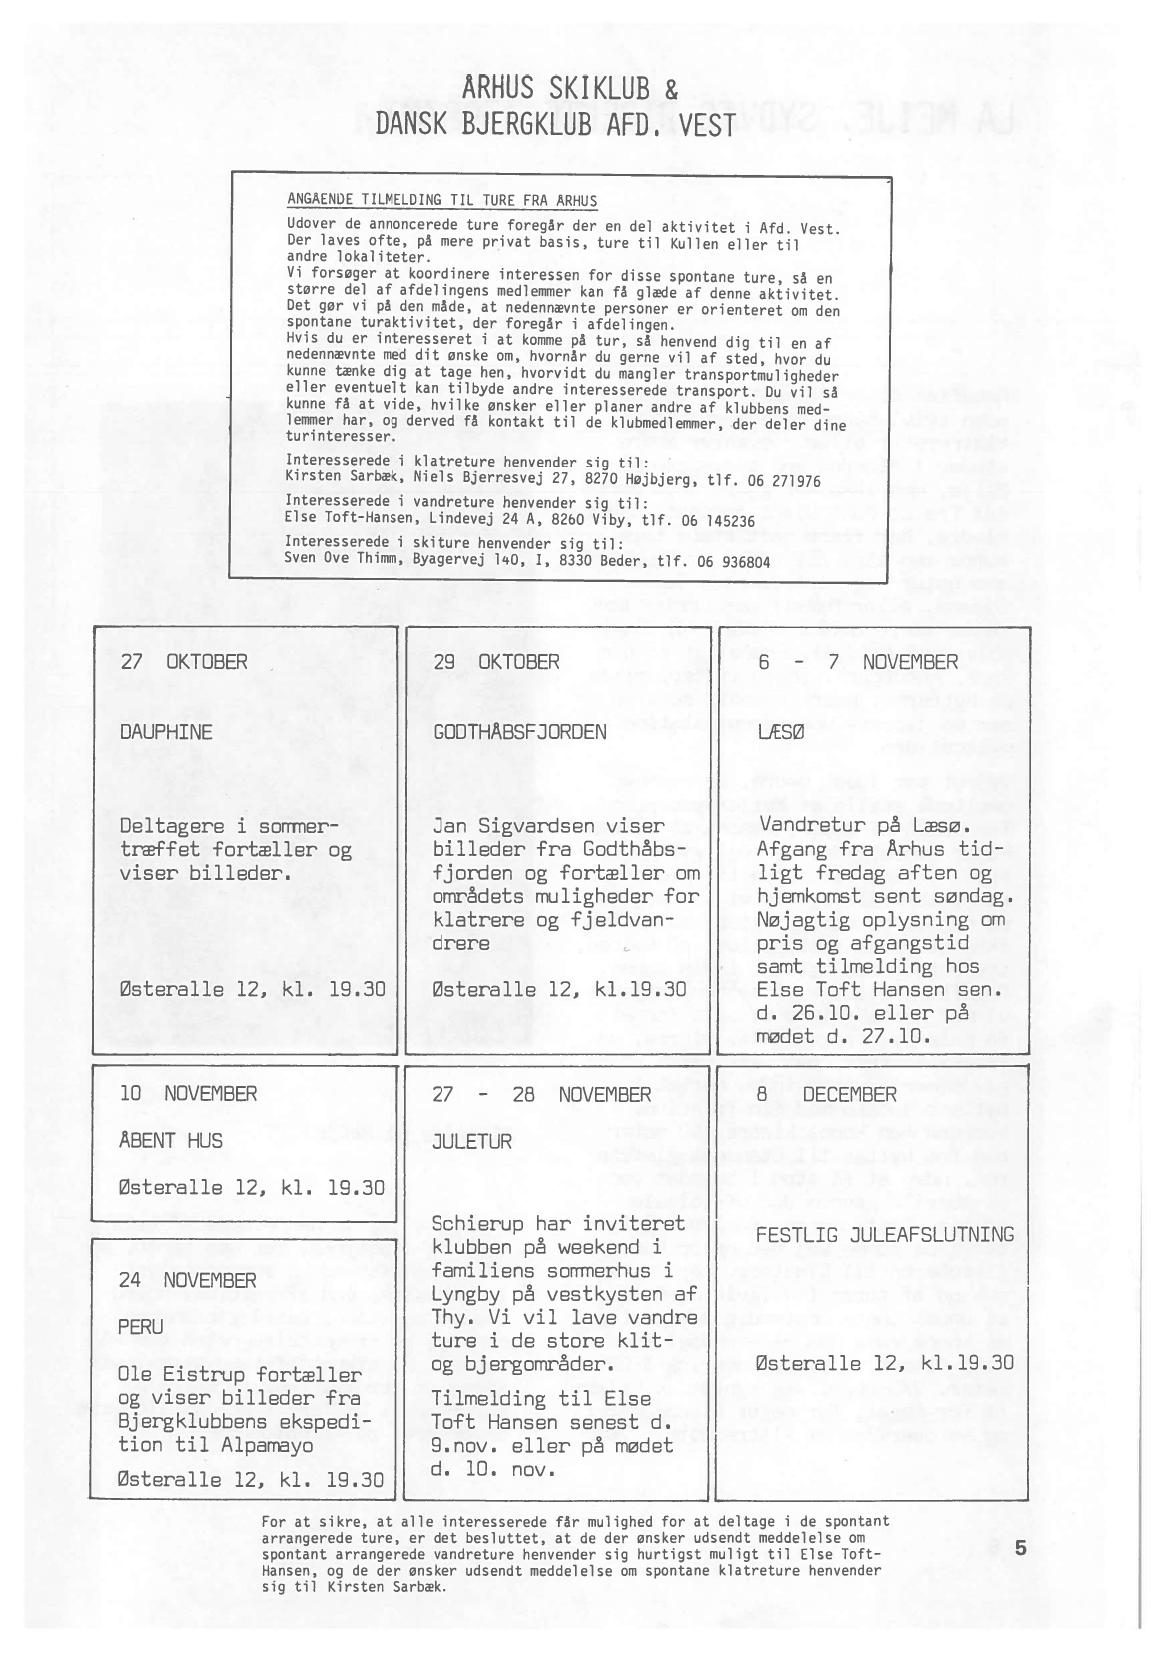 ÅRHUS SKIKLUB &
DANSK BJERGKLUB AFD. VEST
ANGÅENDE TILMELDING TIL TURE FRA ÅRHUS
Udover de annoncerede ture foregår der en del aktivitet i Afd. Vest.
Der laves ofte, på mere privat basis, ture til Kullen eller til
andre lokaliteter.
Vi forsøger at koordinere interessen for disse spontane ture, så en
større del af afdelingens medlemmer kan få glæde af denne aktivitet.
Det gør vi på den måde, at nedennævnte personer er orienteret om den
spontane turaktivitet, der foregår i afdelingen.
Hvis du er interesseret i at komme på tur, så henvend dig til en af
nedennævnte med dit ønske om, hvornår du gerne vil af sted, hvor du
kunne tænke dig at tage hen, hvorvidt du mangler transportmuligheder
eller eventuelt kan tilbyde andre interesserede transport. Du vil så
kunne få at vide, hvilke ønsker eller planer andre af klubbens med-
lemmer har, og derved få kontakt til de klubmedlemmer, der deler dine
turinteresser.
Interesserede i klatreture henvender sig til:
Kirsten Sarbæk, Niels Bjerresvej 27, 8270 Højbjerg, tlf. 06 271976
Interesserede i vandreture henvender sig til:
Else Toft-Hansen, Lindevej 24 A, 8260 Viby, tlf. 06 145236
Interesserede i skiture henvender sig til:
Sven Ove Thimm, Byagervej 140, I, 8330 Beder, tlf. 06 936804
27 OKTOBER
DAUPHINE
Deltagere i sommer-
træffet fortæller og
viser billeder.
Østeralle 12, kl. 19.30
29 OKTOBER
GODTHÅBSFJORDEN
Jan Sigvardsen viser
billeder fra Godthåbs-
fjorden og fortæller om
områdets muligheder for
klatrere og fjeldvan-
drere
Østeralle 12, kl.19.30
6 - 7 NOVEMBER
LÆSØ
Vandretur på Læsø.
Afgang fra Århus tid-
ligt fredag aften og
hjemkomst sent søndag.
Nøjagtig oplysning om
pris og afgangstid
samt tilmelding hos
Else Toft Hansen sen.
d. 26.10. eller på
mødet d. 27.10.
10 NOVEMBER
ÅBENT HUS
Østeralle 12, kl. 19.30
24 NOVEMBER
PERU
Ole Eistrup fortæller
og viser billeder fra
Bjergklubbens ekspedi-
tion til Alpamayo
Østeralle 12, kl. 19.30
27 - 28 NOVEMBER
JULETUR
Schierup har inviteret
klubben på weekend i
familiens sommerhus i
Lyngby på vestkysten af
Thy. Vi vil lave vandre
ture i de store klit-
og bjergområder.
Tilmelding til Else
Toft Hansen senest d.
9.nov. eller på mødet
d. 10. nov.
8 DECEMBER
FESTLIG JULEAFSLUTNING
Østeralle 12, kl.19.30
For at sikre, at alle interesserede får mulighed for at deltage i de spontant
arrangerede ture, er det besluttet, at de der ønsker udsendt meddelelse om
spontant arrangerede vandreture henvender sig hurtigst muligt til Else Toft-
Hansen, og de der ønsker udsendt meddelelse om spontane klatreture henvender
sig til Kirsten Sarbæk.
5